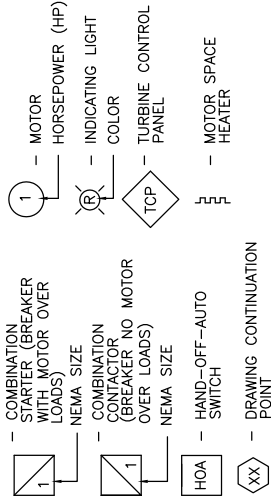 1
- COMBINATION
STARTER (BREAKER
WITH MOTOR OVER
LOADS)
NEMA SIZE
1
- COMBINATION
CONTACTOR
(BREAKER NO MOTOR
OVER LOADS)
NEMA SIZE
HOA
- HAND-OFF-AUTO
SWITCH
XX
- DRAWING CONTINUATION
POINT
1
- MOTOR
HORSEPOWER (HP)
R
- INDICATING LIGHT
COLOR
TCP
- TURBINE CONTROL
PANEL
- MOTOR SPACE
HEATER